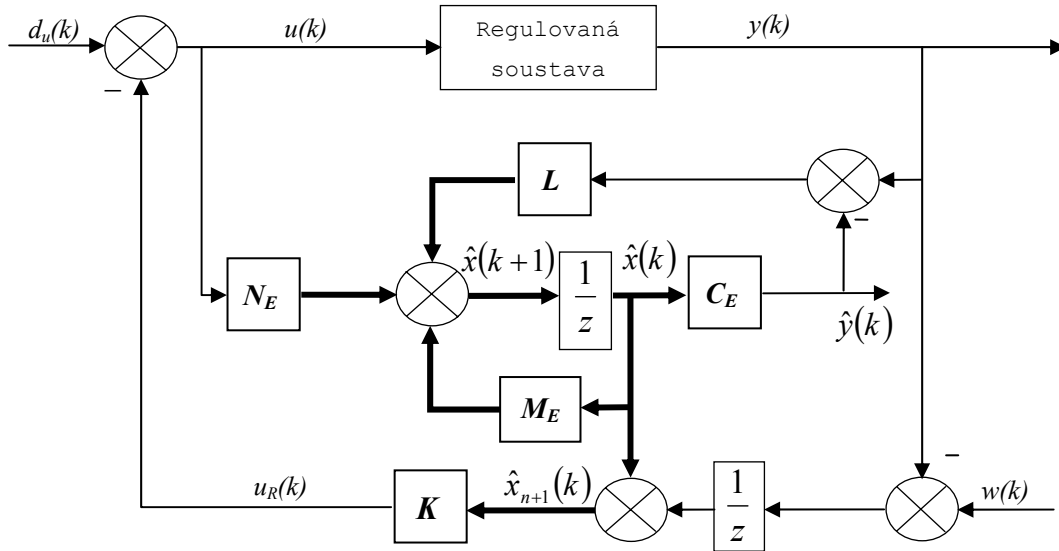 d_u(k)
u(k)
Regulovaná
soustava
y(k)
–
L
–
N_E
x̂(k+1)
1
z
x̂(k)
C_E
ŷ(k)
M_E
–
u_R(k)
K
x̂_{n+1}(k)
1
z
w(k)